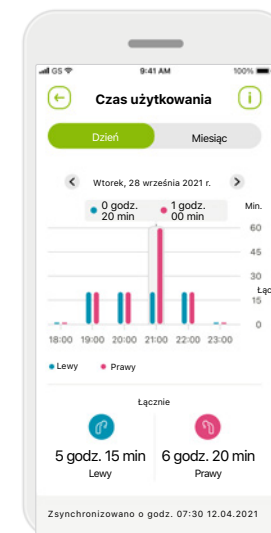 GS 9:41 AM 100%
Czas użytkowania
Dzień Miesiąc
Wtorek, 28 września 2021 r.
0 godz. 20 min
1 godz. 00 min
Min.
60
45
30
Łąc
15
0
18:00 19:00 20:00 21:00 22:00 23:00
Lewy Prawy
Łącznie
5 godz. 15 min 6 godz. 20 min
Lewy Prawy
Zsynchronizowano o godz. 07:30 12.04.2021